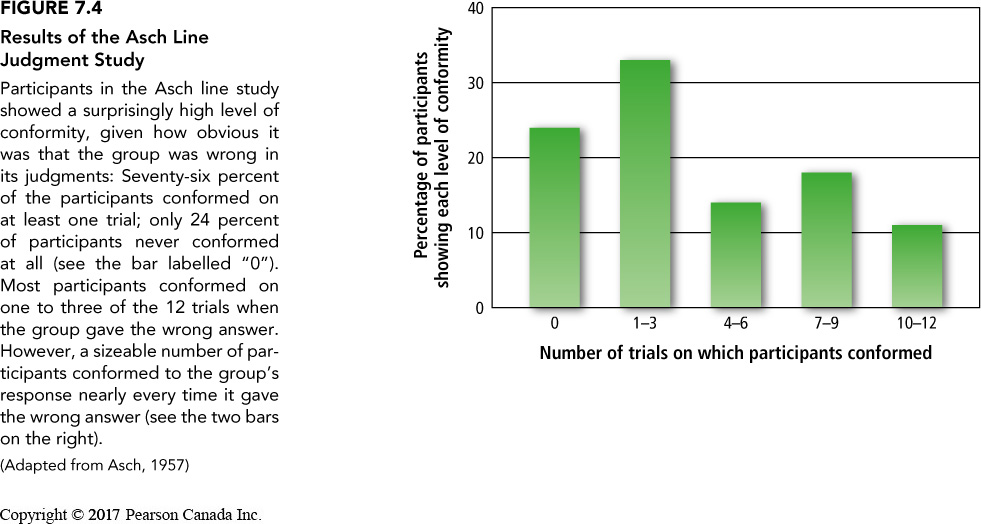 FIGURE 7.4
Results of the Asch Line
Judgment Study
Participants in the Asch line study
showed a surprisingly high level of
conformity, given how obvious it
was that the group was wrong in
its judgments: Seventy-six percent
of the participants conformed on
at least one trial; only 24 percent
of participants never conformed
at all (see the bar labelled “0”).
Most participants conformed on
one to three of the 12 trials when
the group gave the wrong answer.
However, a sizeable number of par-
ticipants conformed to the group’s
response nearly every time it gave
the wrong answer (see the two bars
on the right).
(Adapted from Asch, 1957)
Copyright © 2017 Pearson Canada Inc.
Percentage of participants
showing each level of conformity
40
30
20
10
0
0 1–3 4–6 7–9 10–12
Number of trials on which participants conformed